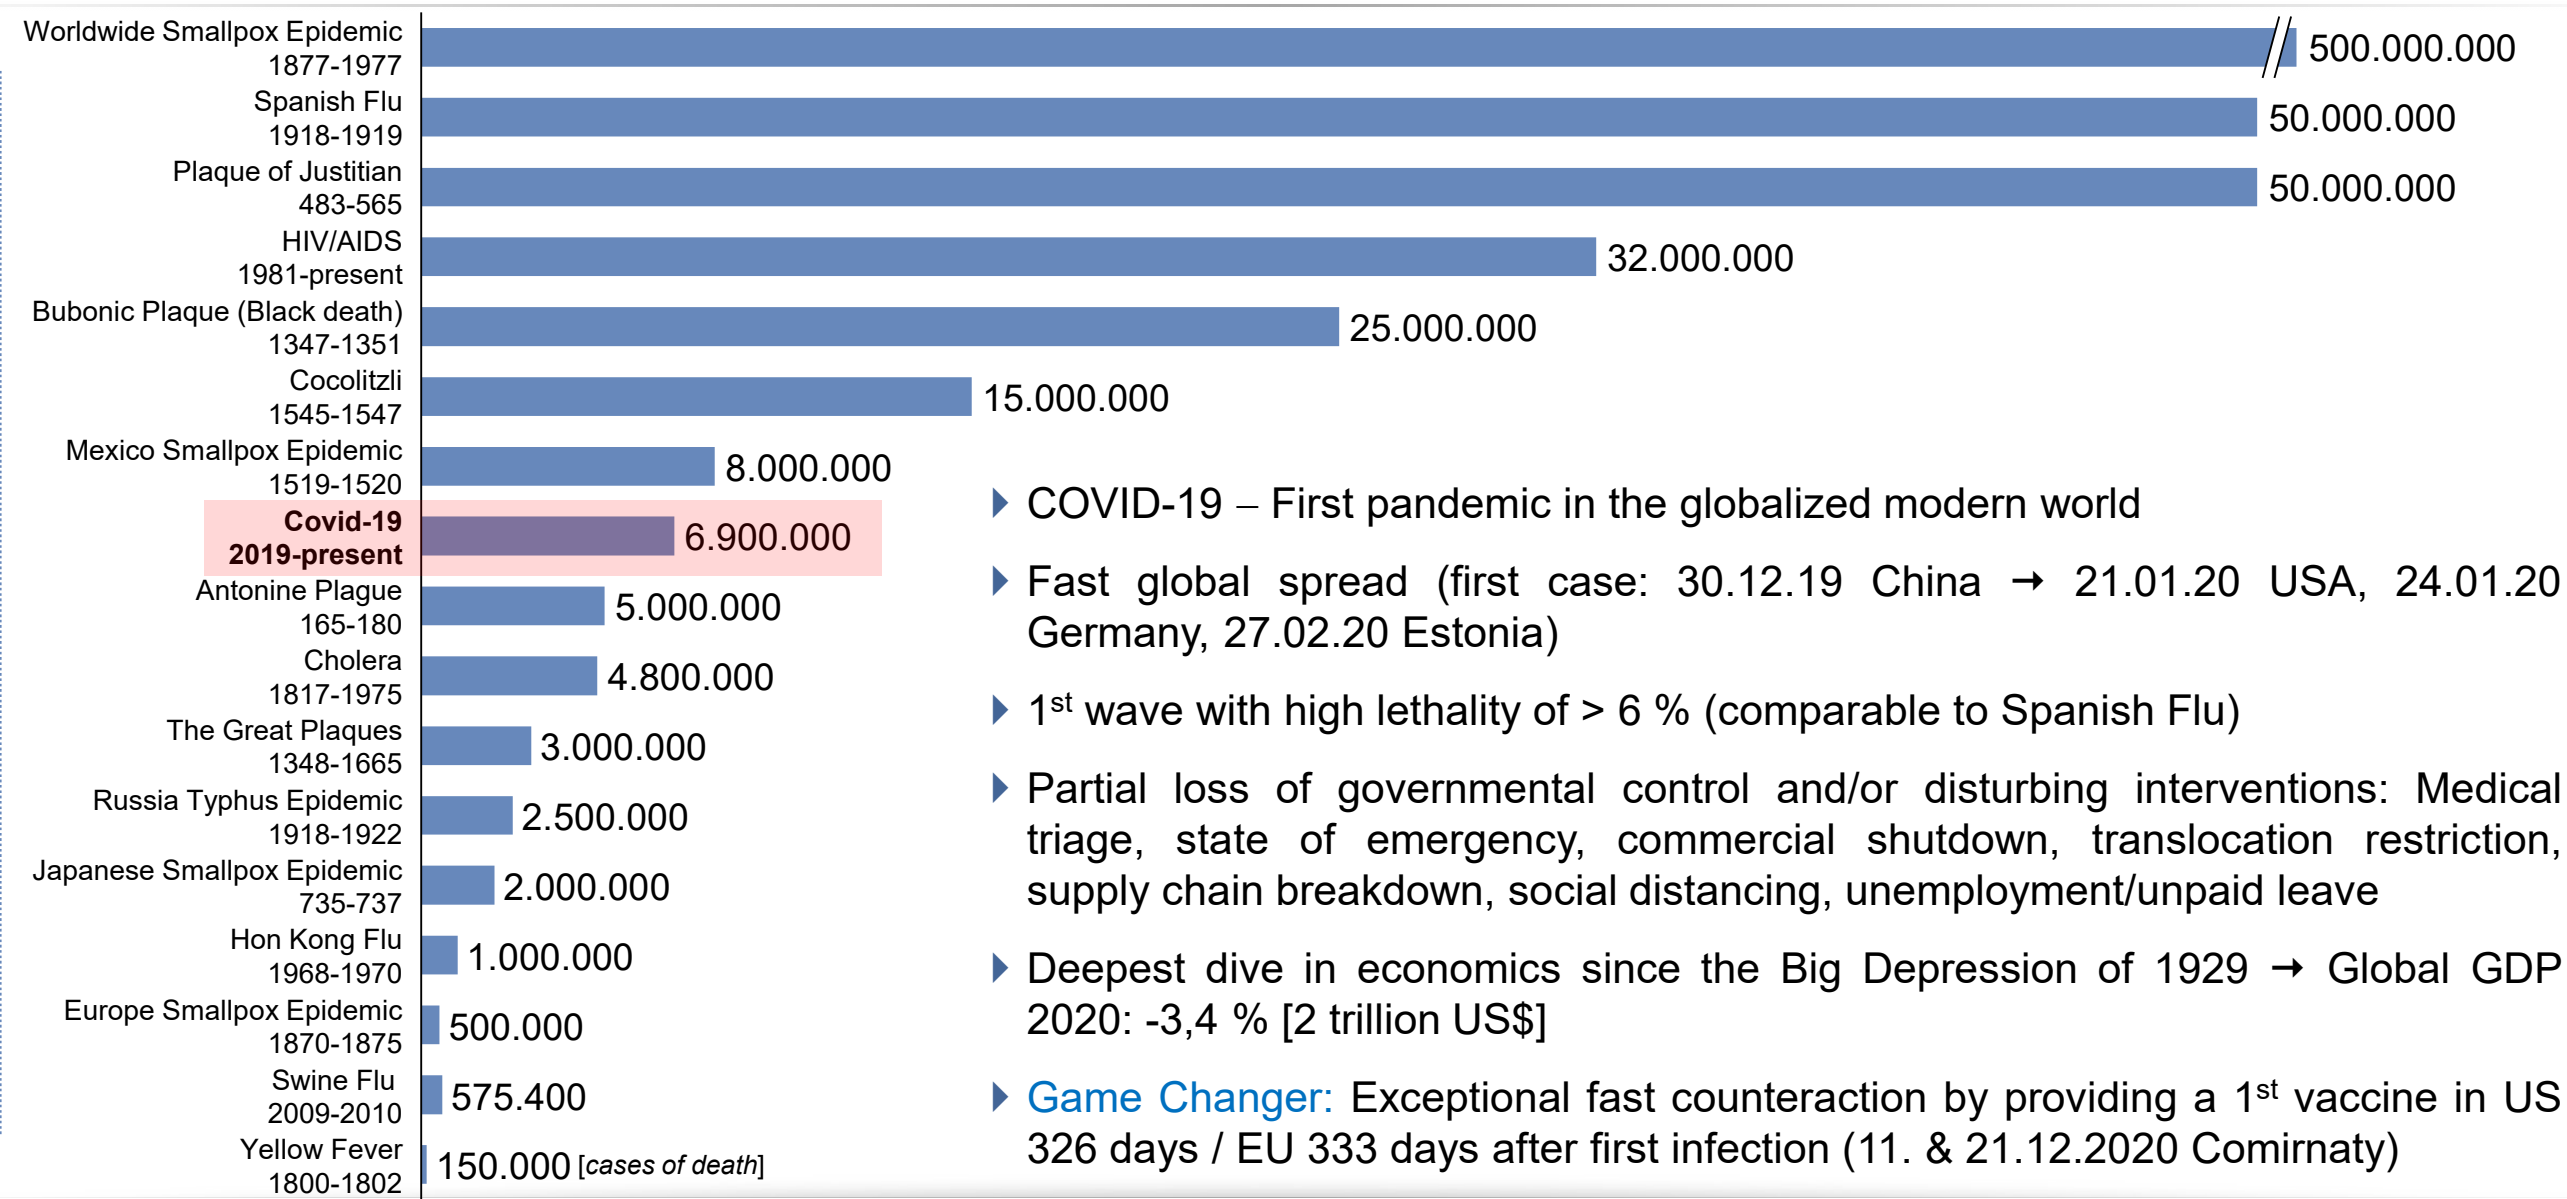 Worldwide Smallpox Epidemic
1877-1977
500.000.000
Spanish Flu
1918-1919
50.000.000
Plaque of Justitian
483-565
50.000.000
HIV/AIDS
1981-present
32.000.000
Bubonic Plaque (Black death)
1347-1351
25.000.000
Cocolitzli
1545-1547
15.000.000
Mexico Smallpox Epidemic
1519-1520
8.000.000
Covid-19
2019-present
6.900.000
Antonine Plague
165-180
5.000.000
Cholera
1817-1975
4.800.000
The Great Plaques
1348-1665
3.000.000
Russia Typhus Epidemic
1918-1922
2.500.000
Japanese Smallpox Epidemic
735-737
2.000.000
Hon Kong Flu
1968-1970
1.000.000
Europe Smallpox Epidemic
1870-1875
500.000
Swine Flu
2009-2010
575.400
Yellow Fever
1800-1802
150.000 [cases of death]
COVID-19 – First pandemic in the globalized modern world
Fast global spread (first case: 30.12.19 China → 21.01.20 USA, 24.01.20
Germany, 27.02.20 Estonia)
1st wave with high lethality of > 6 % (comparable to Spanish Flu)
Partial loss of governmental control and/or disturbing interventions: Medical
triage, state of emergency, commercial shutdown, translocation restriction,
supply chain breakdown, social distancing, unemployment/unpaid leave
Deepest dive in economics since the Big Depression of 1929 → Global GDP
2020: -3,4 % [2 trillion US$]
Game Changer: Exceptional fast counteraction by providing a 1st vaccine in US
326 days / EU 333 days after first infection (11. & 21.12.2020 Comirnaty)